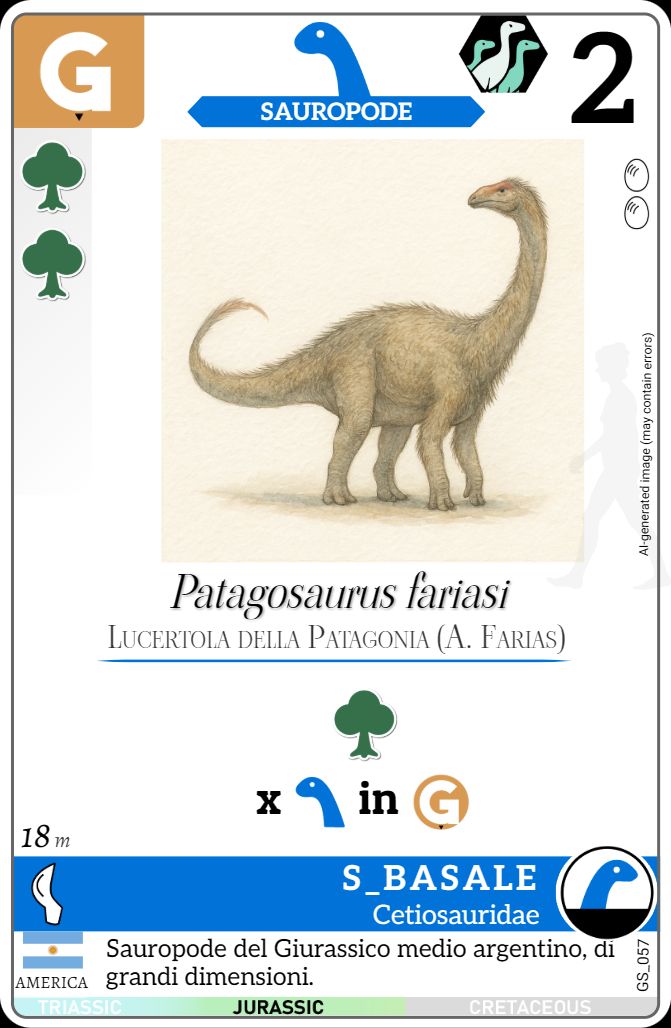 G
SAUROPODE
2
AI-generated image (may contain errors)
Patagosaurus fariasi
Lucertola della Patagonia (A. Farias)
x in G
18 m
S_BASALE
Cetiosauridae
AMERICA
Sauropode del Giurassico medio argentino, di
grandi dimensioni.
GS_057
TRIASSIC JURASSIC CRETACEOUS